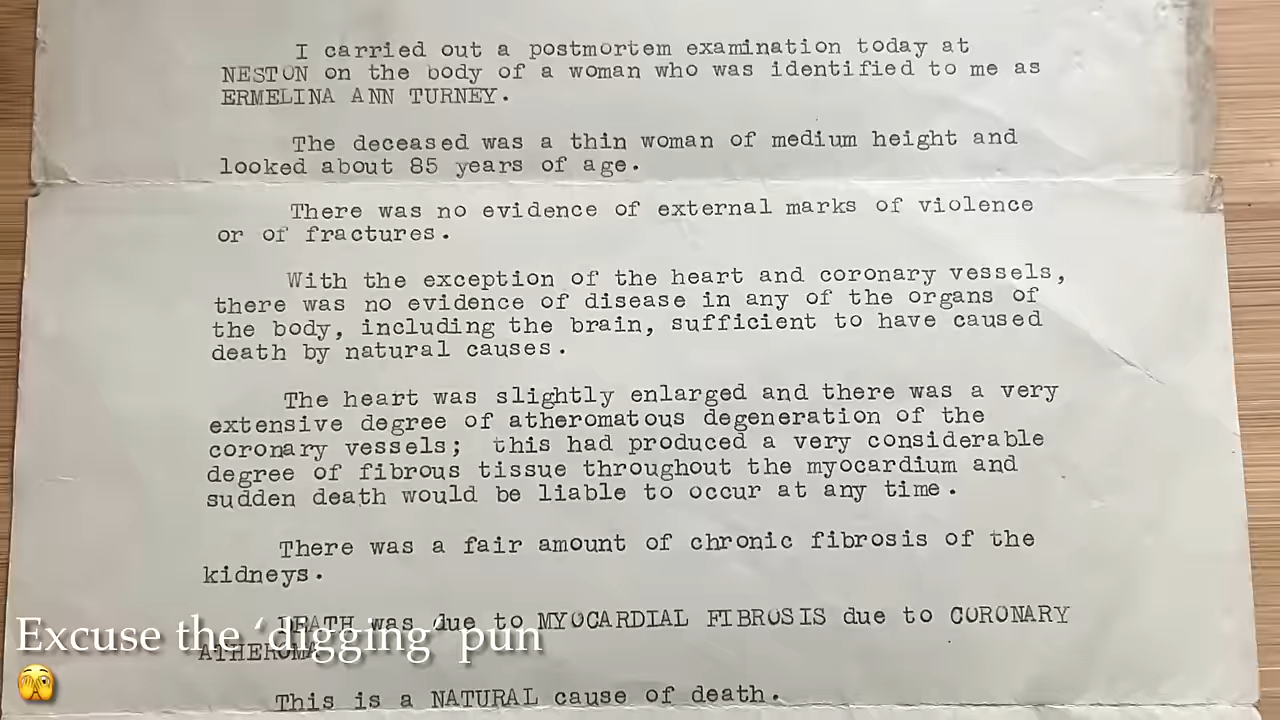 I carried out a postmortem examination today at
NESTON on the body of a woman who was identified to me as
ERMELINA ANN TURNEY.
The deceased was a thin woman of medium height and
looked about 85 years of age.
There was no evidence of external marks of violence
or of fractures.
With the exception of the heart and coronary vessels,
there was no evidence of disease in any of the organs of
the body, including the brain, sufficient to have caused
death by natural causes.
The heart was slightly enlarged and there was a very
extensive degree of atheromatous degeneration of the
coronary vessels; this had produced a very considerable
degree of fibrous tissue throughout the myocardium and
sudden death would be liable to occur at any time.
There was a fair amount of chronic fibrosis of the
kidneys.
DEATH was due to MYOCARDIAL FIBROSIS due to CORONARY
ATHEROMA
Excuse the ‘digging’ pun
This is a NATURAL cause of death.